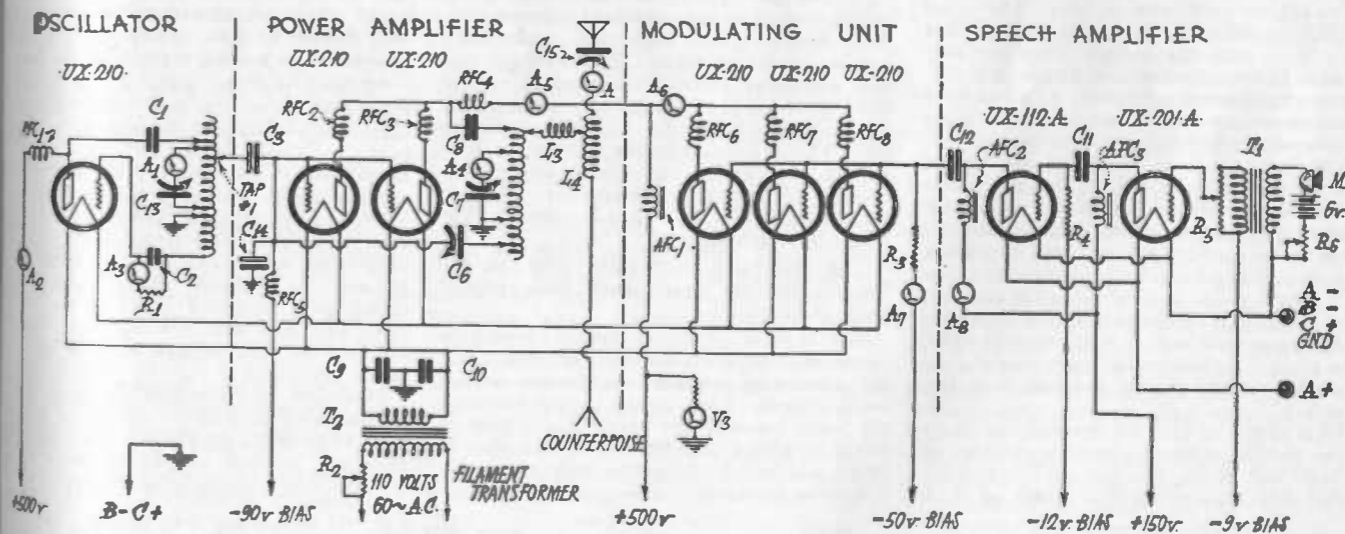 OSCILLATOR
POWER AMPLIFIER
MODULATING UNIT
SPEECH AMPLIFIER
UX-210
UX-210 UX-210
UX-210 UX-210 UX-210
UX-112-A
UX-201-A
RFC1
C1
A1
C13
A3
C2
R1
A2
+500v
B-C+
TAP #1
C14
RFC2
RFC3
RFC4
A5
C8
A4
C7
C6
L3
L4
C15
A
RFC5
-90v BIAS
C9
C10
T2
R2
110 VOLTS
60~A.C.
FILAMENT
TRANSFORMER
COUNTERPOISE
A6
RFC6
RFC7
RFC8
AFC1
V3
+500v
R3
A7
-50v. BIAS
C12
AFC2
C11
AFC3
R4
A8
R5
T1
M
6v.
R6
A -
B -
C +
GND
A +
-12v. BIAS
+150v.
-9v BIAS